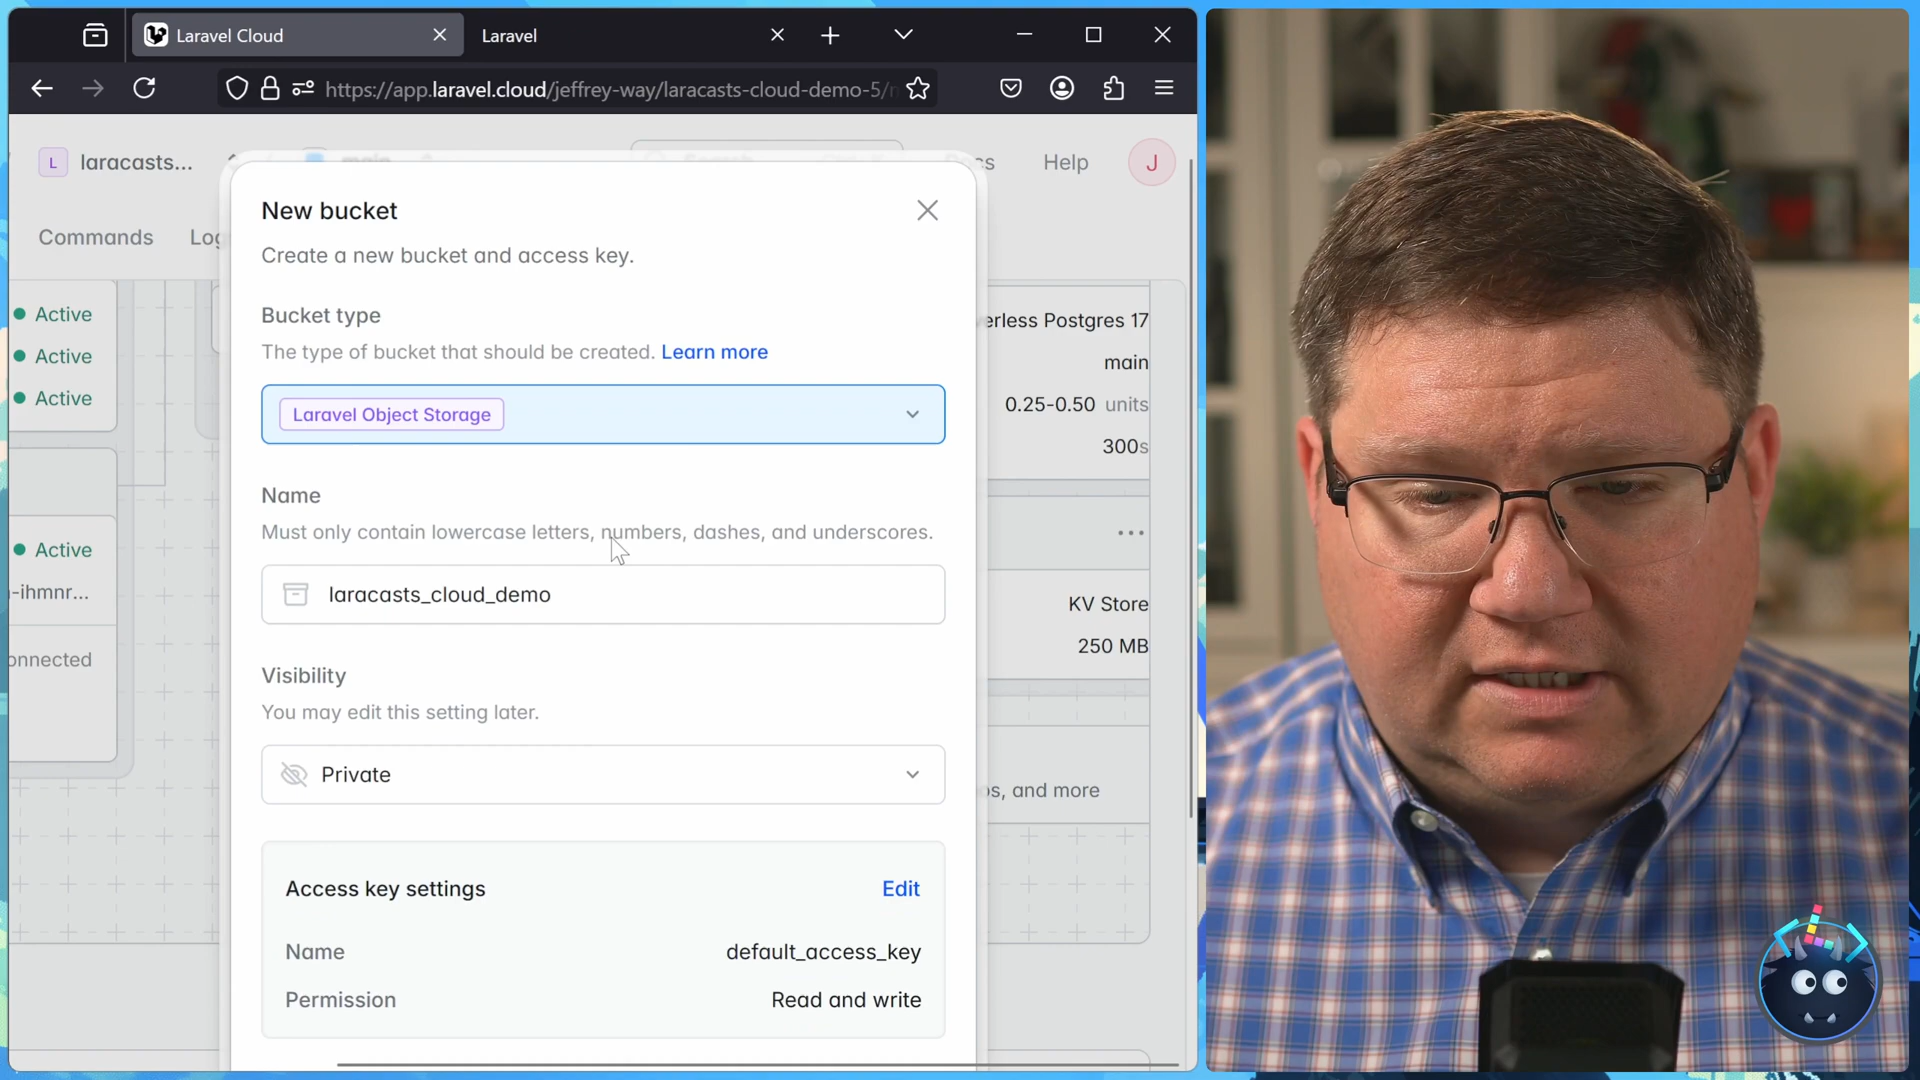 Laravel Cloud
Laravel
https://app.laravel.cloud/jeffrey-way/laracasts-cloud-demo-5/
L laracasts...
Help
J
Commands
New bucket
Create a new bucket and access key.
Bucket type
The type of bucket that should be created. Learn more
Laravel Object Storage
Name
Must only contain lowercase letters, numbers, dashes, and underscores.
laracasts_cloud_demo
Visibility
You may edit this setting later.
Private
Access key settings
Edit
Name
default_access_key
Permission
Read and write
Active
Active
Active
Active
-ihmnr...
onnected
erless Postgres 17
main
0.25-0.50 units
300s
KV Store
250 MB
os, and more